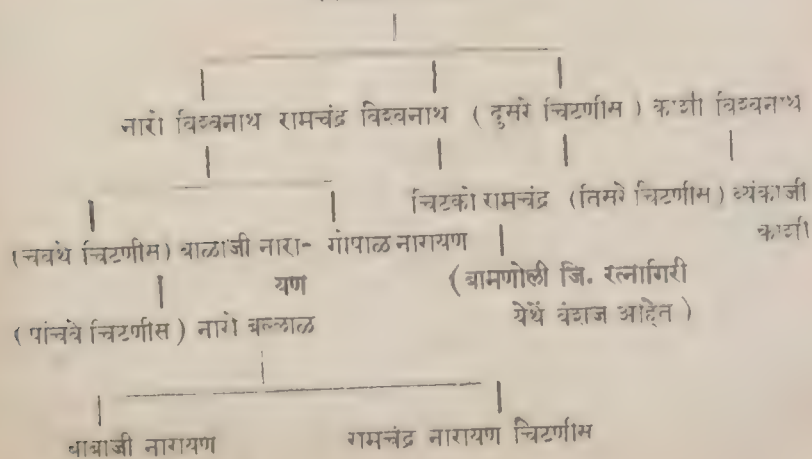 नारो विश्वनाथ रामचंद्र विश्वनाथ ( दुसरे चिटणीस ) काशी विश्वनाथ
चिटको रामचंद्र (तिसरे चिटणीस) व्यंकाजी
काशी
(चवथे चिटणीस) बाळाजी नारा- गोपाळ नारायण
यण
( बामणोली जि. रत्नागिरी
येथें वंशज आहेत )
( पांचवे चिटणीस ) नारो बल्लाळ
बाबाजी नारायण रामचंद्र नारायण चिटणीस